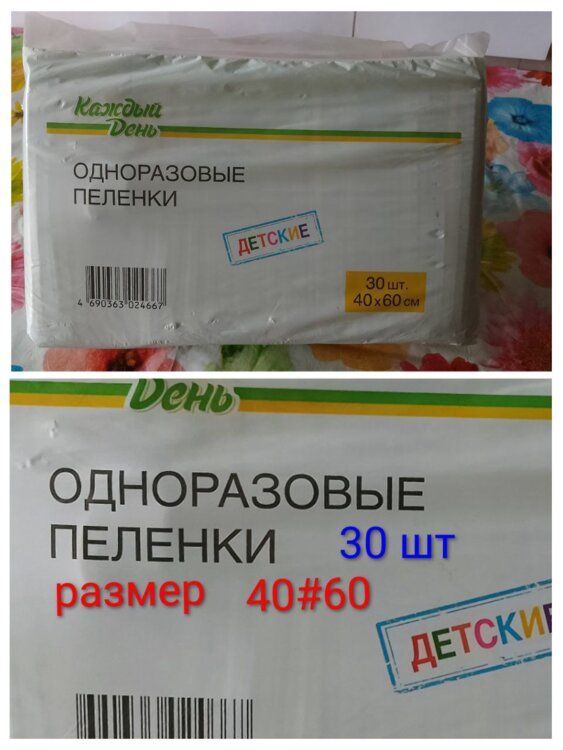 Каждый
День
ОДНОРАЗОВЫЕ
ПЕЛЕНКИ
ДЕТСКИЕ
30 шт.
40х60 см
4 690363 024667
День
ОДНОРАЗОВЫЕ
ПЕЛЕНКИ 30 шт
размер 40#60
ДЕТСКИЕ